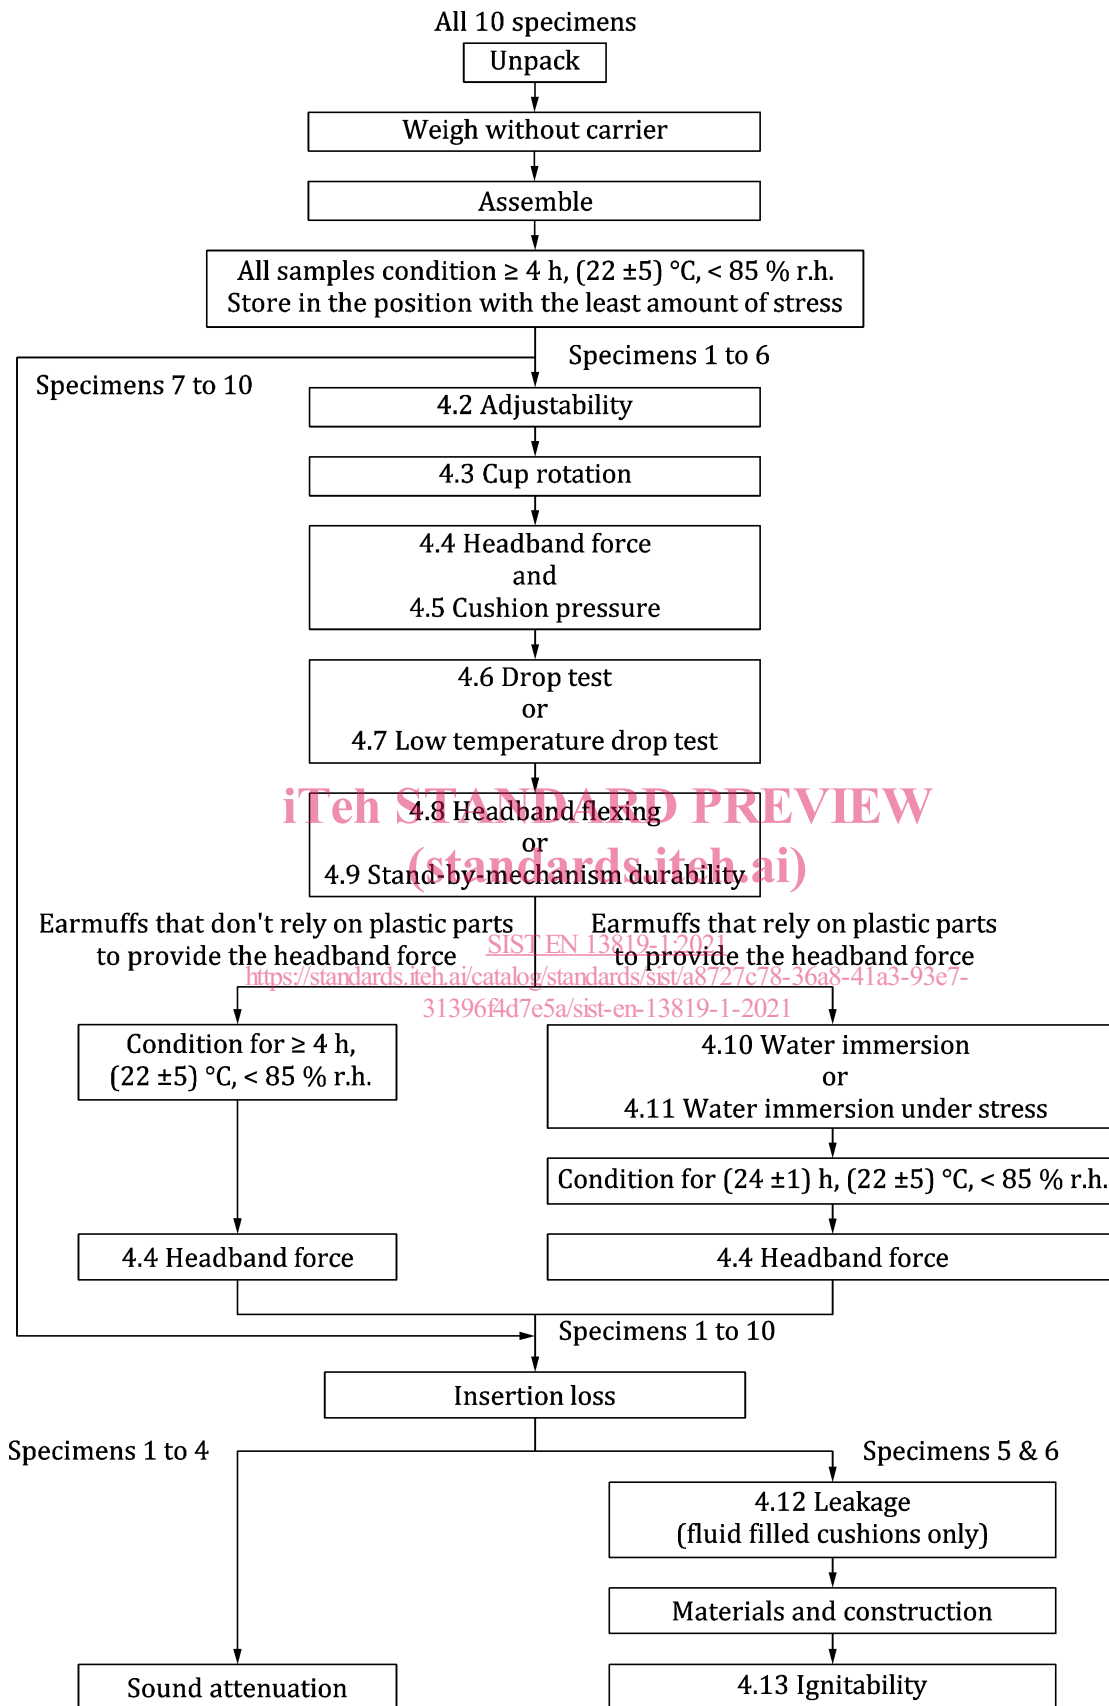 All 10 specimens
Unpack
Weigh without carrier
Assemble
All samples condition ≥ 4 h, (22 ±5) °C, < 85 % r.h.
Store in the position with the least amount of stress
Specimens 1 to 6
Specimens 7 to 10
4.2 Adjustability
4.3 Cup rotation
4.4 Headband force
and
4.5 Cushion pressure
4.6 Drop test
or
4.7 Low temperature drop test
iTeh STANDARD PREVIEW
4.8 Headband flexing
or
(standards.iteh.ai)
4.9 Stand-by-mechanism durability
Earmuffs that don't rely on plastic parts
to provide the headband force
Earmuffs that rely on plastic parts
to provide the headband force
SIST EN 13819-1:2021
https://standards.iteh.ai/catalog/standards/sist/a8727c78-36a8-41a3-93e7-
31396f4d7e5a/sist-en-13819-1-2021
Condition for ≥ 4 h,
(22 ±5) °C, < 85 % r.h.
4.10 Water immersion
or
4.11 Water immersion under stress
Condition for (24 ±1) h, (22 ±5) °C, < 85 % r.h.
4.4 Headband force
4.4 Headband force
Specimens 1 to 10
Insertion loss
Specimens 1 to 4
Specimens 5 & 6
4.12 Leakage
(fluid filled cushions only)
Materials and construction
Sound attenuation
4.13 Ignitability